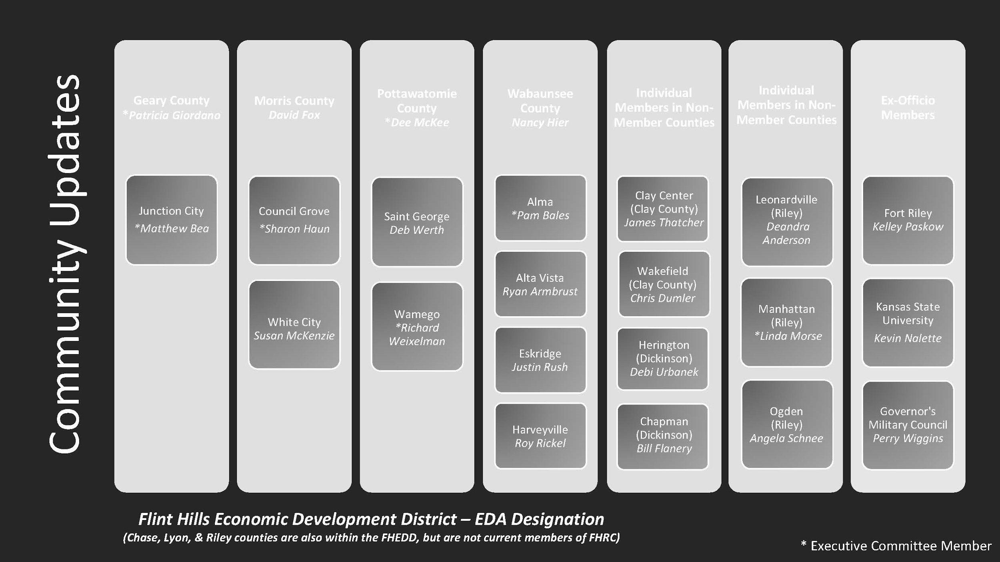 Community Updates
Geary County
*Patricia Giordano
Junction City
*Matthew Bea
Morris County
David Fox
Council Grove
*Sharon Haun
White City
Susan McKenzie
Pottawatomie
County
*Dee McKee
Saint George
Deb Werth
Wamego
*Richard
Weixelman
Wabaunsee
County
Nancy Hier
Alma
*Pam Bales
Alta Vista
Ryan Armbrust
Eskridge
Justin Rush
Harveyville
Roy Rickel
Individual
Members in Non-
Member Counties
Clay Center
(Clay County)
James Thatcher
Wakefield
(Clay County)
Chris Dumler
Herington
(Dickinson)
Debi Urbanek
Chapman
(Dickinson)
Bill Flanery
Individual
Members in Non-
Member Counties
Leonardville
(Riley)
Deandra
Anderson
Manhattan
(Riley)
*Linda Morse
Ogden
(Riley)
Angela Schnee
Ex-Officio
Members
Fort Riley
Kelley Paskow
Kansas State
University
Kevin Nalette
Governor's
Military Council
Perry Wiggins
Flint Hills Economic Development District – EDA Designation
(Chase, Lyon, & Riley counties are also within the FHEDD, but are not current members of FHRC)
* Executive Committee Member